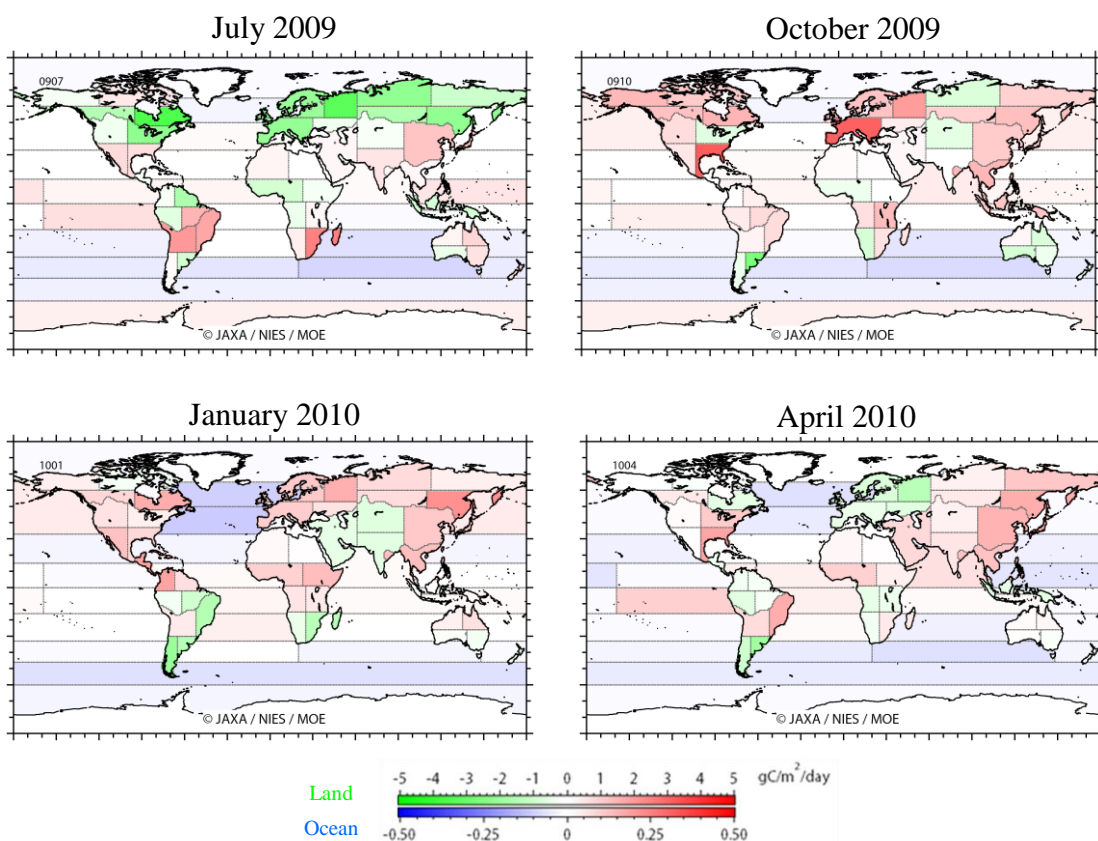 July 2009
October 2009
0907
© JAXA / NIES / MOE
0910
© JAXA / NIES / MOE
January 2010
April 2010
1001
© JAXA / NIES / MOE
1004
© JAXA / NIES / MOE
-5 -4 -3 -2 -1 0 1 2 3 4 5 gC/m²/day
Land
Ocean
-0.50 -0.25 0 0.25 0.50